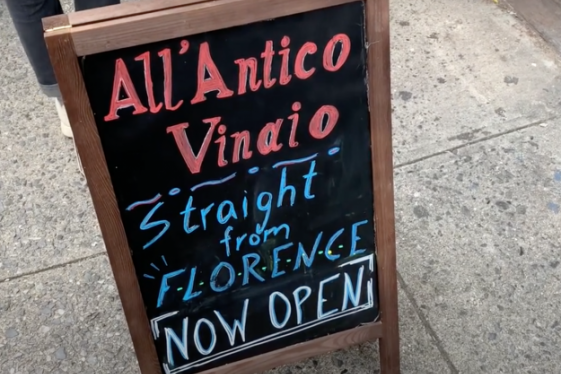 All'Antico
Vinaio
Straight
from
F-L-O-R-E-N-C-E
NOW OPEN